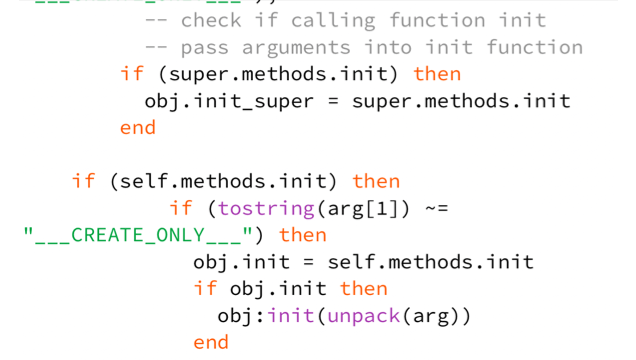 "___CREATE_ONLY___");
-- check if calling function init
-- pass arguments into init function
if (super.methods.init) then
obj.init_super = super.methods.init
end
if (self.methods.init) then
if (tostring(arg[1]) ~=
"___CREATE_ONLY___") then
obj.init = self.methods.init
if obj.init then
obj:init(unpack(arg))
end